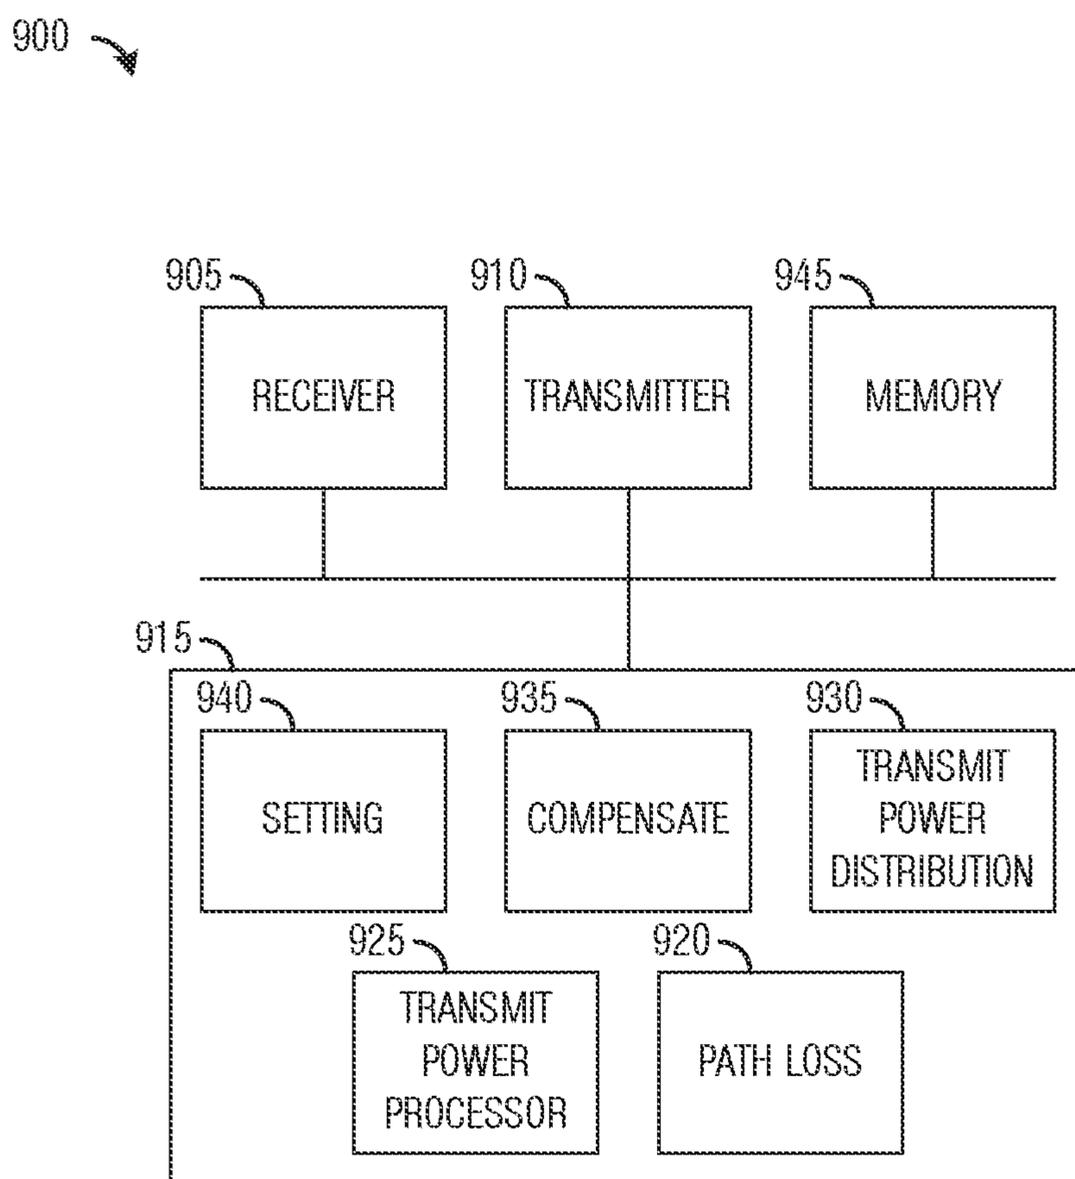 900
905
910
945
RECEIVER
TRANSMITTER
MEMORY
915
940
935
930
SETTING
COMPENSATE
TRANSMIT
POWER
DISTRIBUTION
925
920
TRANSMIT
POWER
PROCESSOR
PATH LOSS